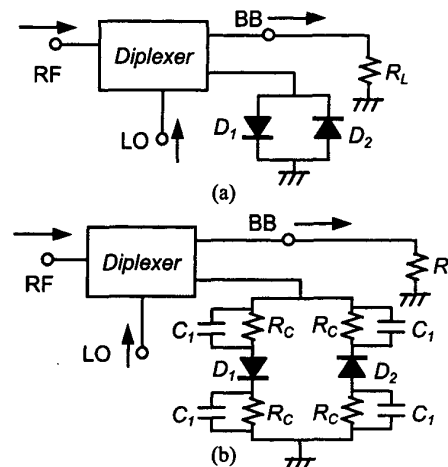 BB
Diplexer
RF
R_L
D_1
D_2
LO
(a)
BB
Diplexer
RF
R
C_1 R_C R_C C_1
LO
D_1 D_2
C_1 R_C R_C C_1
(b)